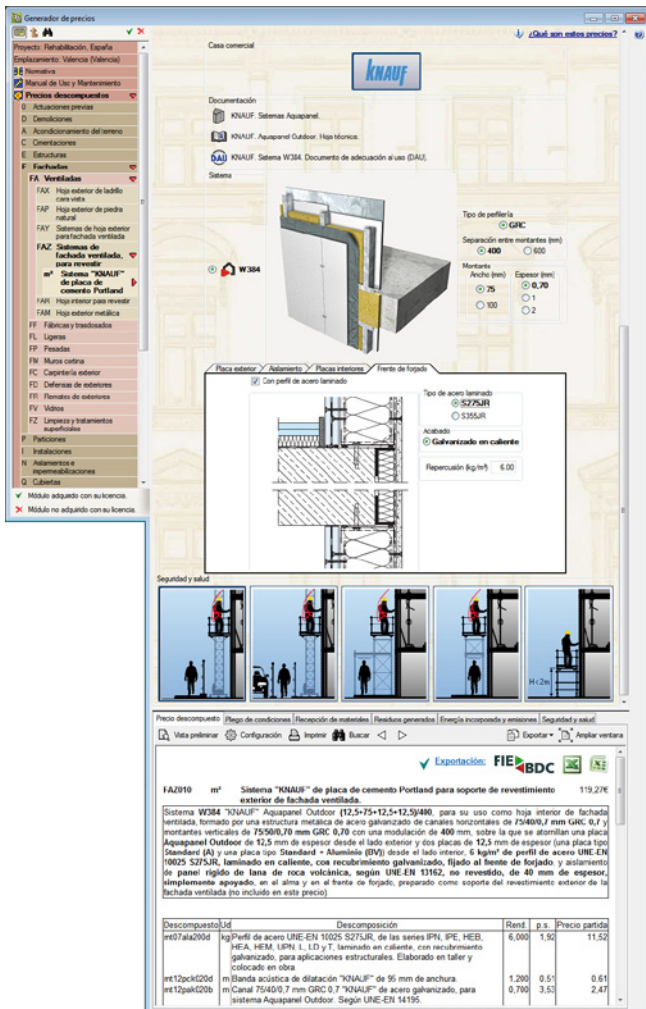 Generador de precios
¿Qué son estos precios?
Proyecto: Rehabilitación, España
Emplazamiento: Valencia (Valencia)
Normativa
Manual de Uso y Mantenimiento
Precios descompuestos
0 Actuaciones previas
D Demoliciones
A Acondicionamiento del terreno
C Cimentaciones
E Estructuras
F Fachadas
FA Ventiladas
FAX Hoja exterior de ladrillo
cara vista
FAP Hoja exterior de piedra
natural
FAY Sistemas de hoja exterior
para fachada ventilada
FAZ Sistemas de
fachada ventilada,
para revestir
m² Sistema "KNAUF"
de placa de
cemento Portland
FAR Hoja interior para revestir
FAM Hoja exterior metálica
FF Fábricas y trasdosados
FL Ligeras
FP Pesadas
FM Muros cortina
FC Carpintería exterior
FD Defensas de exteriores
FR Remates de exteriores
FV Vidrios
FZ Limpieza y tratamientos
superficiales
P Particiones
I Instalaciones
N Aislamientos e
impermeabilizaciones
Q Cubiertas
Módulo adquirido con su licencia.
Módulo no adquirido con su licencia.
Casa comercial
KNAUF
Documentación
KNAUF. Sistemas Aquapanel.
KNAUF. Aquapanel Outdoor. Hoja técnica.
DAU KNAUF. Sistema W384. Documento de adecuación al uso (DAU).
Sistema
W384
Tipo de perfilería
GRC
Separación entre montantes (mm)
400 600
Montante
Ancho (mm) Espesor (mm)
75 0,70
100 1
2
Placa exterior Aislamiento Placas interiores Frente de forjado
Con perfil de acero laminado
Tipo de acero laminado
S275JR
S355JR
Acabado
Galvanizado en caliente
Repercusión (kg/m²) 6.00
Seguridad y salud
H<2m
Precio descompuesto Pliego de condiciones Recepción de materiales Residuos generados Energía incorporada y emisiones Seguridad y salud
Vista preliminar Configuración Imprimir Buscar Exportar Ampliar ventana
Exportación: FIEBDC
FAZ010 m² Sistema "KNAUF" de placa de cemento Portland para soporte de revestimiento 119,27€
exterior de fachada ventilada.
Sistema W384 "KNAUF" Aquapanel Outdoor (12,5+75+12,5+12,5)/400, para su uso como hoja interior de fachada
ventilada, formado por una estructura metálica de acero galvanizado de canales horizontales de 75/40/0,7 mm GRC 0,7 y
montantes verticales de 75/50/0,70 mm GRC 0,70 con una modulación de 400 mm, sobre la que se atornillan una placa
Aquapanel Outdoor de 12,5 mm de espesor desde el lado exterior y dos placas de 12,5 mm de espesor (una placa tipo
Standard (A) y una placa tipo Standard + Aluminio (BV)) desde el lado interior, 6 kg/m² de perfil de acero UNE-EN
10025 S275JR, laminado en caliente, con recubrimiento galvanizado, fijado al frente de forjado, y aislamiento
de panel rígido de lana de roca volcánica, según UNE-EN 13162, no revestido, de 40 mm de espesor,
simplemente apoyado, en el alma y en el frente de forjado, preparado como soporte del revestimiento exterior de la
fachada ventilada (no incluido en este precio).
Descompuesto Ud Descomposición Rend. p.s. Precio partida
mt07ala200d kg Perfil de acero UNE-EN 10025 S275JR, de las series IPN, IPE, HEB, 6,000 1,92 11,52
HEA, HEM, UPN, L, LD y T, laminado en caliente, con recubrimiento
galvanizado, para aplicaciones estructurales. Elaborado en taller y
colocado en obra.
mt12pck020d m Banda acústica de dilatación "KNAUF" de 95 mm de anchura. 1,200 0,51 0,61
mt12pak020b m Canal 75/40/0,7 mm GRC 0,7 "KNAUF" de acero galvanizado, para 0,700 3,53 2,47
sistema Aquapanel Outdoor. Según UNE-EN 14195.